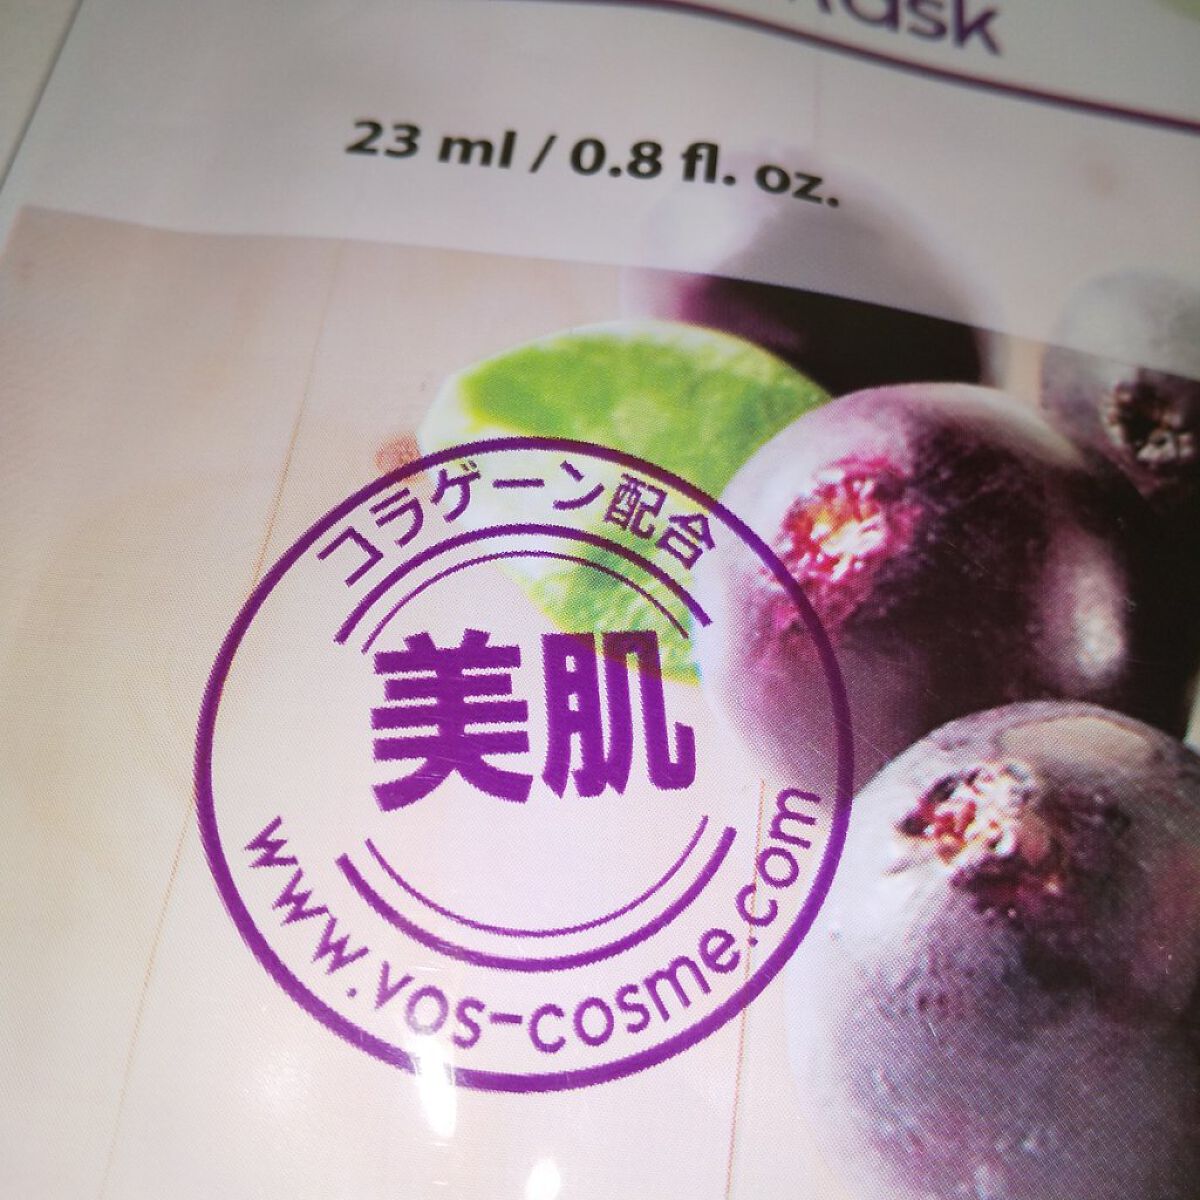 23 ml / 0.8 fl. oz.
コラゲーン配合
美肌
www.vos-cosme.com